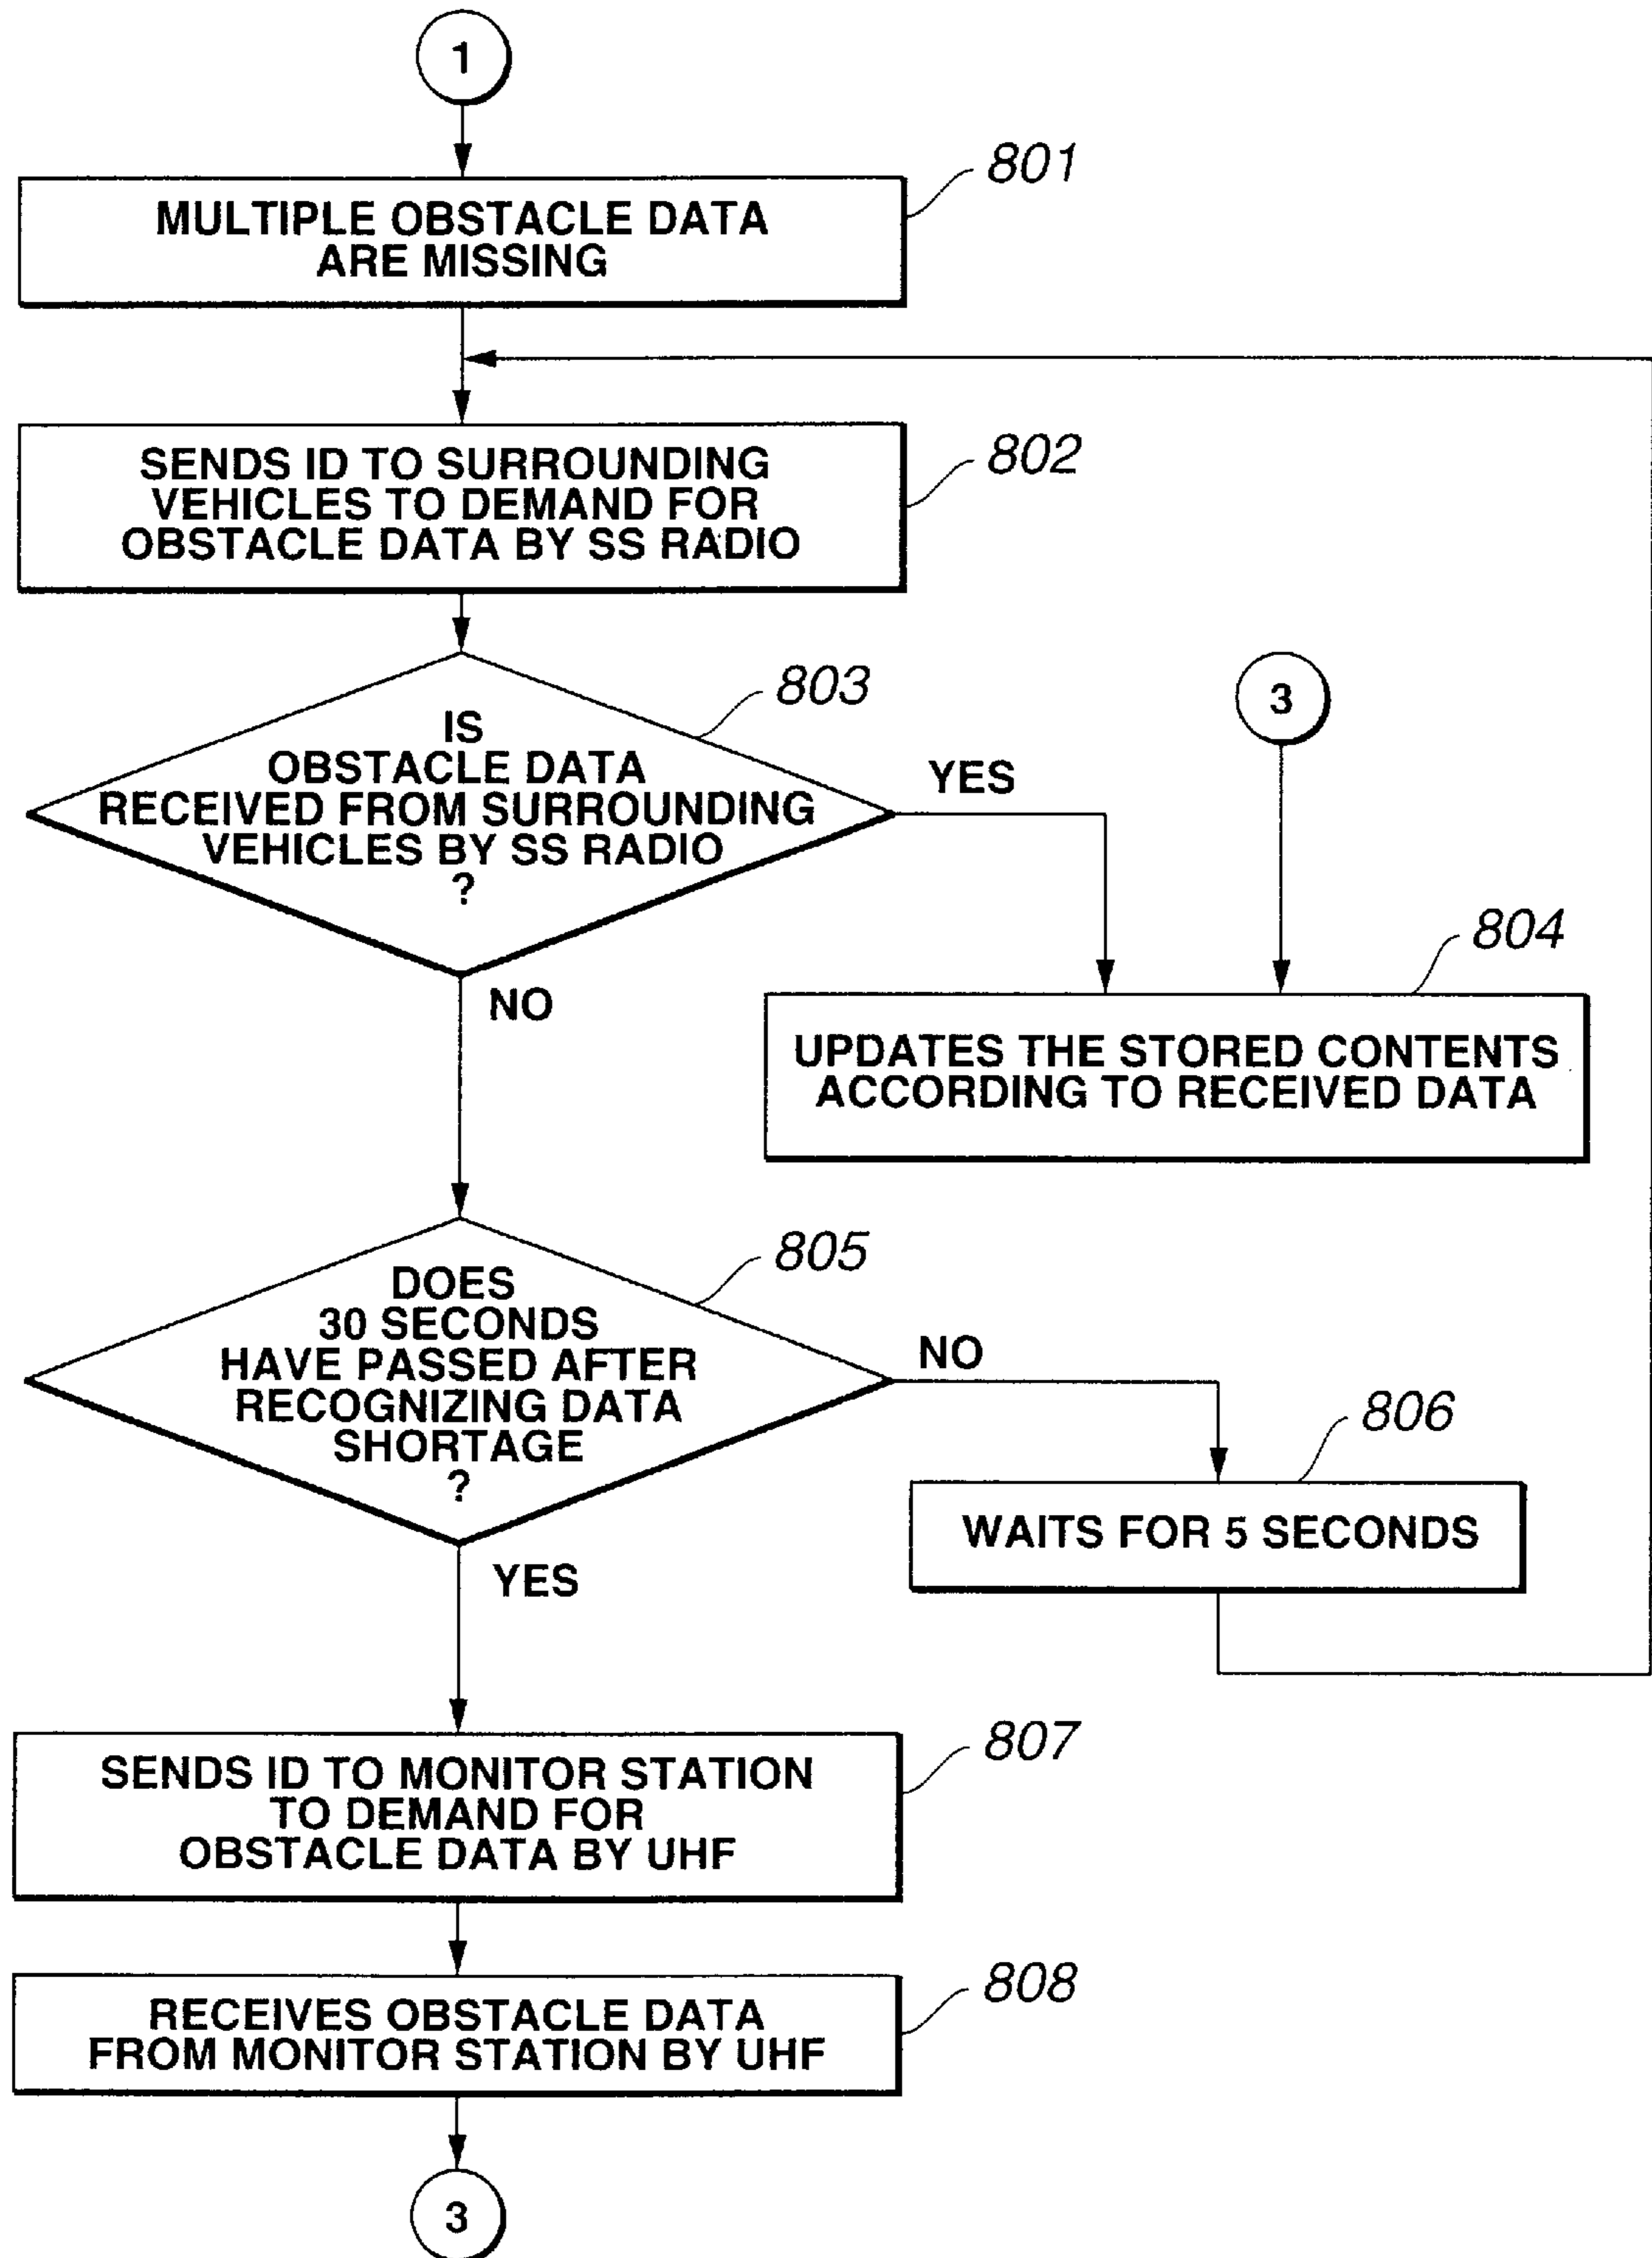 1
801
MULTIPLE OBSTACLE DATA
ARE MISSING
802
SENDS ID TO SURROUNDING
VEHICLES TO DEMAND FOR
OBSTACLE DATA BY SS RADIO
803
IS
OBSTACLE DATA
RECEIVED FROM SURROUNDING
VEHICLES BY SS RADIO
?
YES
3
NO
804
UPDATES THE STORED CONTENTS
ACCORDING TO RECEIVED DATA
805
DOES
30 SECONDS
HAVE PASSED AFTER
RECOGNIZING DATA
SHORTAGE
?
NO
806
WAITS FOR 5 SECONDS
YES
807
SENDS ID TO MONITOR STATION
TO DEMAND FOR
OBSTACLE DATA BY UHF
808
RECEIVES OBSTACLE DATA
FROM MONITOR STATION BY UHF
3